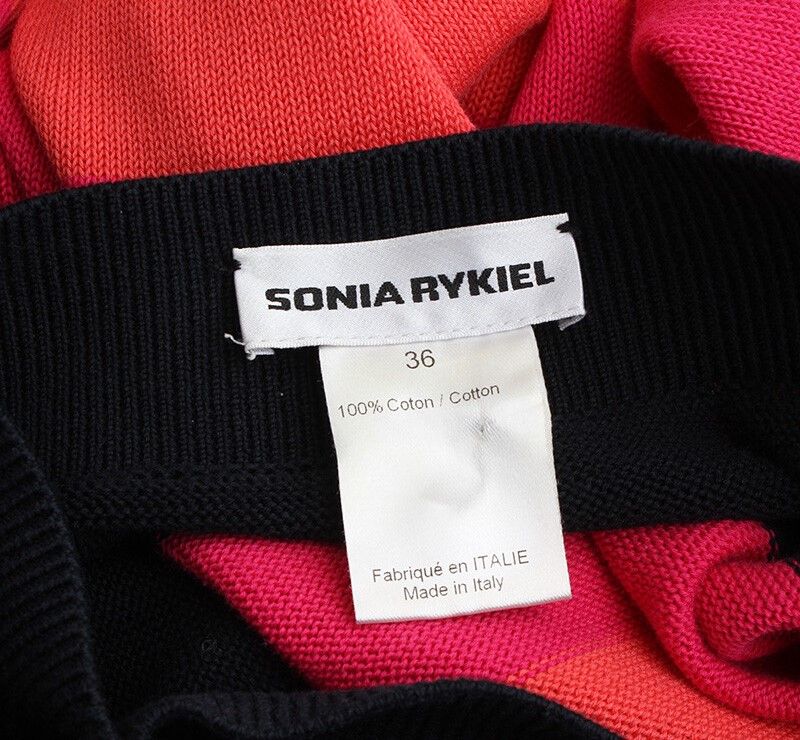 SONIA RYKIEL
36
100% Coton / Cotton
Fabriqué en ITALIE
Made in Italy